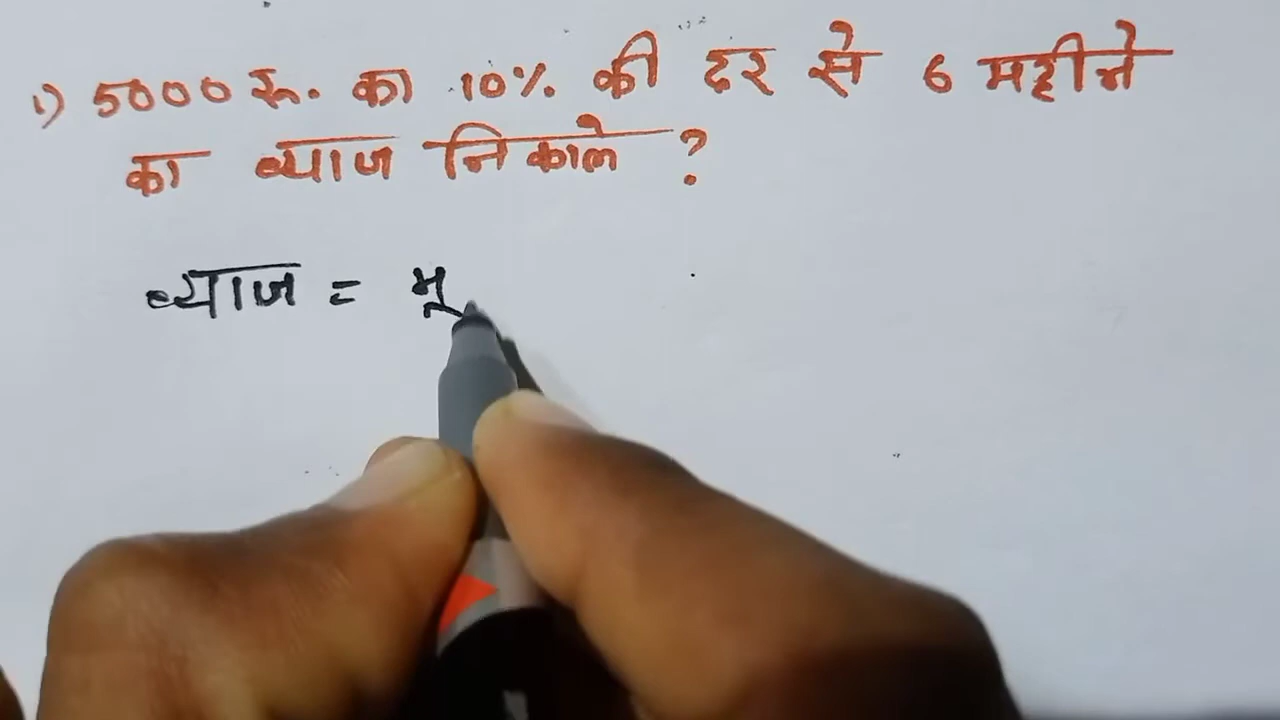 1) 5000 रू. का 10% की दर से 6 महीने
का ब्याज निकाले ?
ब्याज = मू